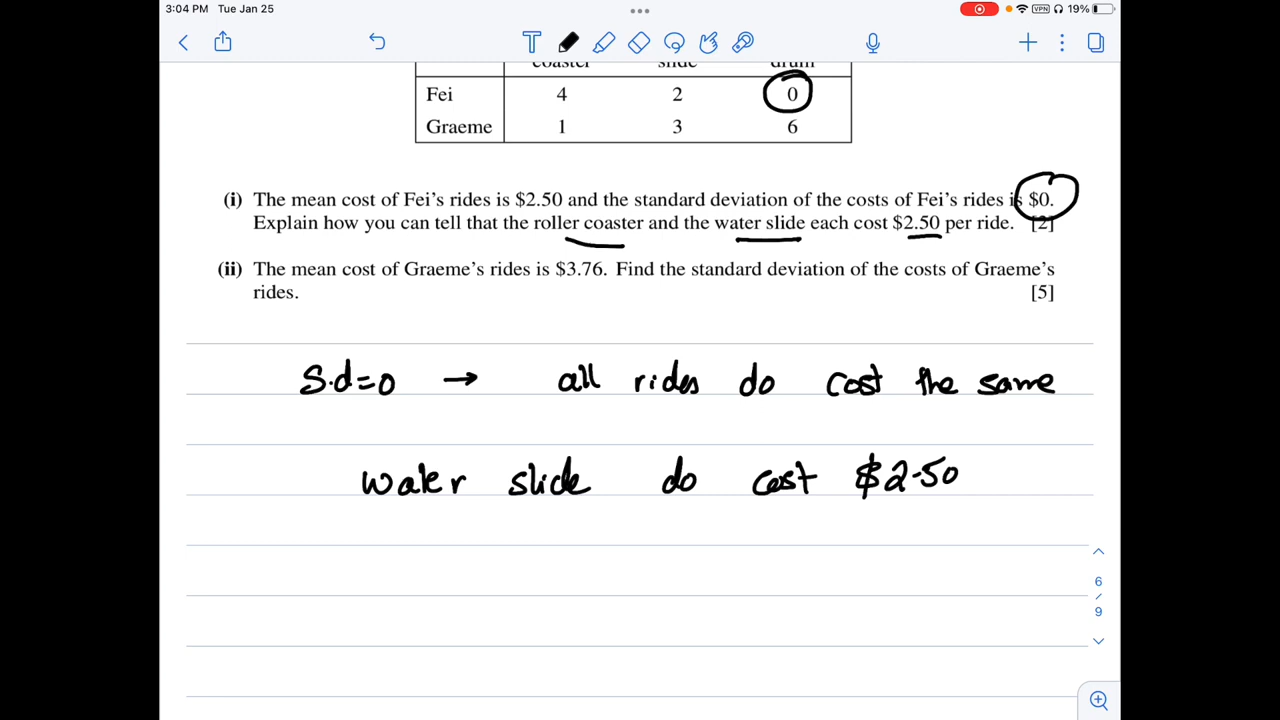 3:04 PM Tue Jan 25
VPN 19%
T
coaster slide drum
Fei 4 2 0
Graeme 1 3 6
(i) The mean cost of Fei's rides is $2.50 and the standard deviation of the costs of Fei's rides is $0.
Explain how you can tell that the roller coaster and the water slide each cost $2.50 per ride. [2]
(ii) The mean cost of Graeme's rides is $3.76. Find the standard deviation of the costs of Graeme's
rides. [5]
S.d=0 → all rides do cost the same
water slide do cost $2.50
6
/
9